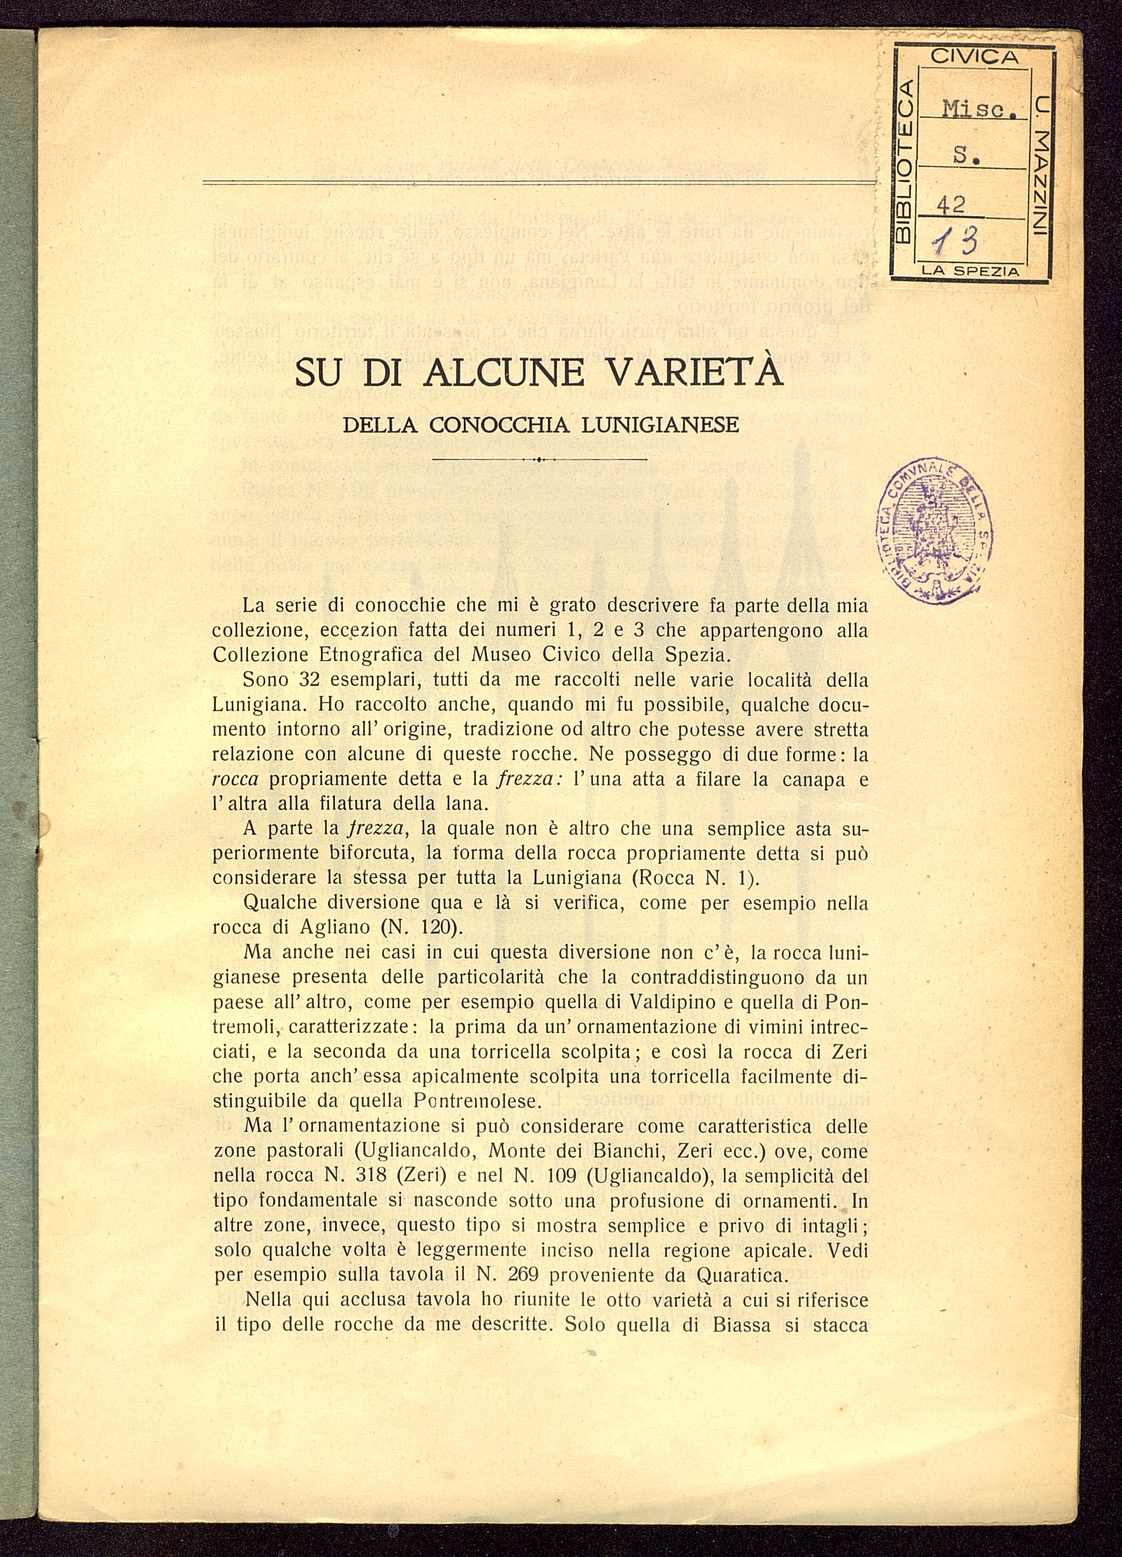 CIVICA
BIBLIOTECA
U. MAZZINI
Misc.
S.
42
13
LA SPEZIA
SU DI ALCUNE VARIETÀ
DELLA CONOCCHIA LUNIGIANESE
BIBLIOTECA COMVNALE DELLA SPEZIA
La serie di conocchie che mi è grato descrivere fa parte della mia
collezione, eccezion fatta dei numeri 1, 2 e 3 che appartengono alla
Collezione Etnografica del Museo Civico della Spezia.
Sono 32 esemplari, tutti da me raccolti nelle varie località della
Lunigiana. Ho raccolto anche, quando mi fu possibile, qualche docu-
mento intorno all' origine, tradizione od altro che potesse avere stretta
relazione con alcune di queste rocche. Ne posseggo di due forme: la
rocca propriamente detta e la frezza: l' una atta a filare la canapa e
l' altra alla filatura della lana.
A parte la frezza, la quale non è altro che una semplice asta su-
periormente biforcuta, la forma della rocca propriamente detta si può
considerare la stessa per tutta la Lunigiana (Rocca N. 1).
Qualche diversione qua e là si verifica, come per esempio nella
rocca di Agliano (N. 120).
Ma anche nei casi in cui questa diversione non c' è, la rocca luni-
gianese presenta delle particolarità che la contraddistinguono da un
paese all' altro, come per esempio quella di Valdipino e quella di Pon-
tremoli, caratterizzate: la prima da un' ornamentazione di vimini intrec-
ciati, e la seconda da una torricella scolpita; e così la rocca di Zeri
che porta anch' essa apicalmente scolpita una torricella facilmente di-
stinguibile da quella Pontremolese.
Ma l' ornamentazione si può considerare come caratteristica delle
zone pastorali (Ugliancaldo, Monte dei Bianchi, Zeri ecc.) ove, come
nella rocca N. 318 (Zeri) e nel N. 109 (Ugliancaldo), la semplicità del
tipo fondamentale si nasconde sotto una profusione di ornamenti. In
altre zone, invece, questo tipo si mostra semplice e privo di intagli;
solo qualche volta è leggermente inciso nella regione apicale. Vedi
per esempio sulla tavola il N. 269 proveniente da Quaratica.
Nella qui acclusa tavola ho riunite le otto varietà a cui si riferisce
il tipo delle rocche da me descritte. Solo quella di Biassa si stacca